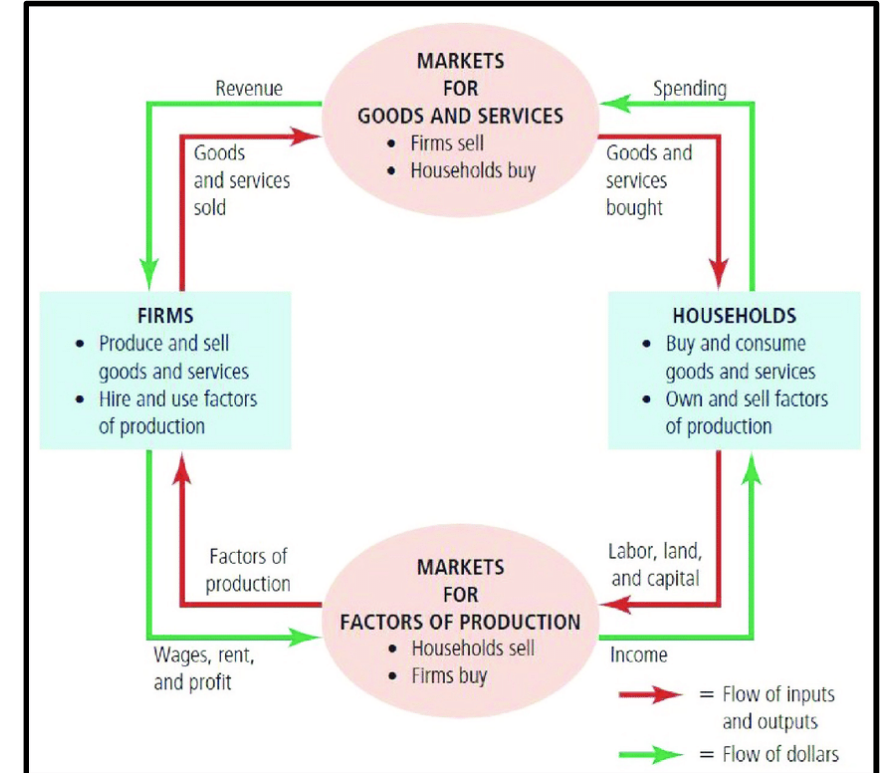 MARKETS
FOR
GOODS AND SERVICES
• Firms sell
• Households buy
Revenue
Spending
Goods
and services
sold
Goods and
services
bought
FIRMS
• Produce and sell
goods and services
• Hire and use factors
of production
HOUSEHOLDS
• Buy and consume
goods and services
• Own and sell factors
of production
Factors of
production
Labor, land,
and capital
MARKETS
FOR
FACTORS OF PRODUCTION
• Households sell
• Firms buy
Wages, rent,
and profit
Income
= Flow of inputs
and outputs
= Flow of dollars